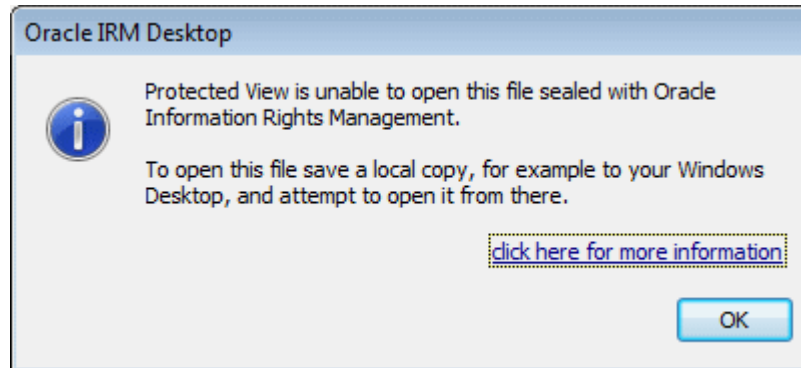 Oracle IRM Desktop
Protected View is unable to open this file sealed with Oracle
Information Rights Management.
To open this file save a local copy, for example to your Windows
Desktop, and attempt to open it from there.
click here for more information
OK